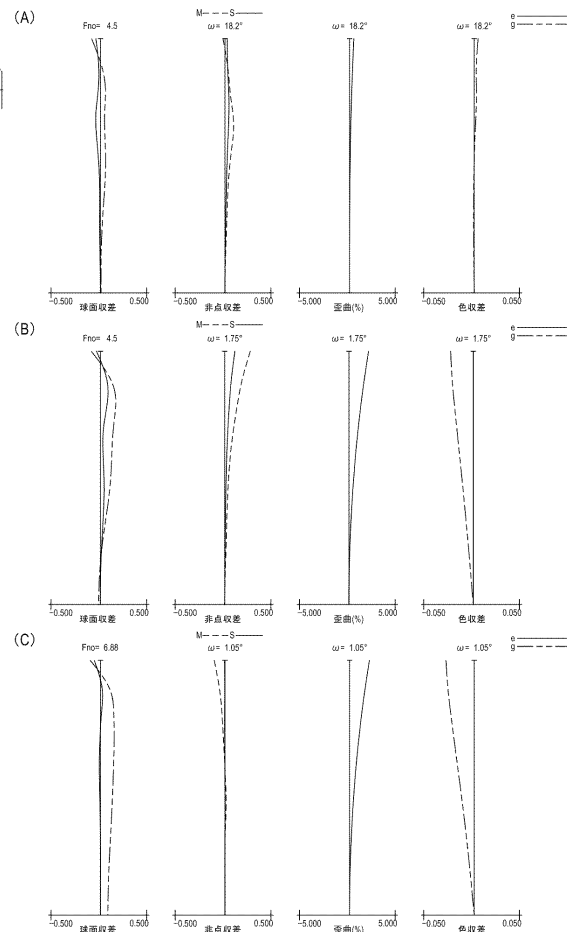 (A)
Fno= 4.5
M — — — S ———
ω= 18.2°
ω= 18.2°
ω= 18.2°
e ———
g — - — -
-0.500 球面収差 0.500
-0.500 非点収差 0.500
-5.000 歪曲(%) 5.000
-0.050 色収差 0.050
(B)
Fno= 4.5
M — — — S ———
ω= 1.75°
ω= 1.75°
ω= 1.75°
e ———
g — - — -
-0.500 球面収差 0.500
-0.500 非点収差 0.500
-5.000 歪曲(%) 5.000
-0.050 色収差 0.050
(C)
Fno= 6.88
M — — — S ———
ω= 1.05°
ω= 1.05°
ω= 1.05°
e ———
g — - — -
-0.500 球面収差 0.500
-0.500 非点収差 0.500
-5.000 歪曲(%) 5.000
-0.050 色収差 0.050